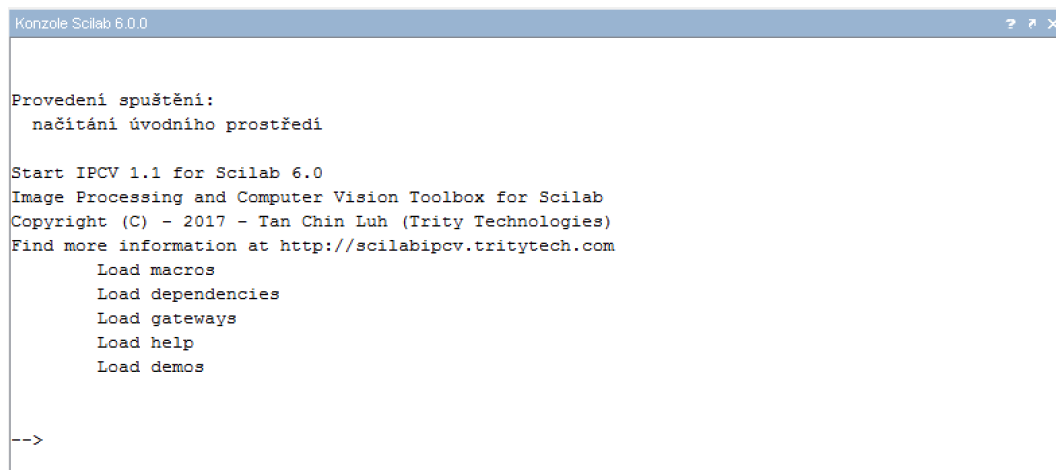 Konzole Scilab 6.0.0 ? ↗ ×
Provedení spuštění:
načítání úvodního prostředí
Start IPCV 1.1 for Scilab 6.0
Image Processing and Computer Vision Toolbox for Scilab
Copyright (C) - 2017 - Tan Chin Luh (Trity Technologies)
Find more information at http://scilabipcv.tritytech.com
Load macros
Load dependencies
Load gateways
Load help
Load demos
-->